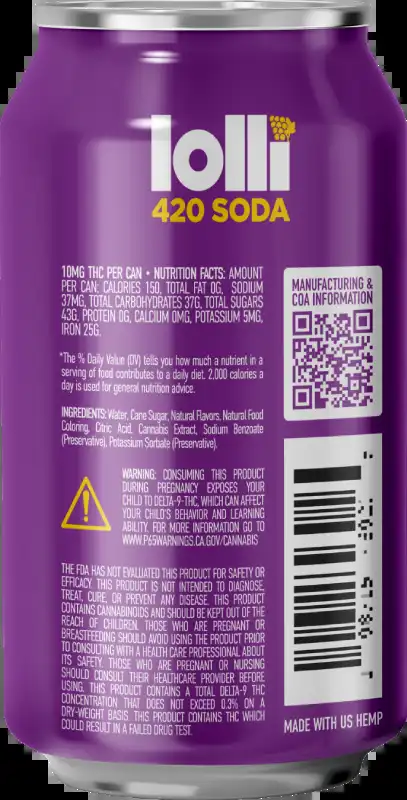 lolli
420 SODA
10MG THC PER CAN • NUTRITION FACTS: AMOUNT
PER CAN: CALORIES 150, TOTAL FAT 0G, SODIUM
37MG, TOTAL CARBOHYDRATES 37G, TOTAL SUGARS
43G, PROTEIN 0G, CALCIUM 0MG, POTASSIUM 5MG,
IRON 25G.
*The % Daily Value (DV) tells you how much a nutrient in a
serving of food contributes to a daily diet. 2,000 calories a
day is used for general nutrition advice.
INGREDIENTS: Water, Cane Sugar, Natural Flavors, Natural Food
Coloring, Citric Acid, Cannabis Extract, Sodium Benzoate
(Preservative), Potassium Sorbate (Preservative).
MANUFACTURING &
COA INFORMATION
WARNING: CONSUMING THIS PRODUCT
DURING PREGNANCY EXPOSES YOUR
CHILD TO DELTA-9-THC, WHICH CAN AFFECT
YOUR CHILD'S BEHAVIOR AND LEARNING
ABILITY. FOR MORE INFORMATION GO TO
WWW.P65WARNINGS.CA.GOV/CANNABIS
THE FDA HAS NOT EVALUATED THIS PRODUCT FOR SAFETY OR
EFFICACY. THIS PRODUCT IS NOT INTENDED TO DIAGNOSE,
TREAT, CURE, OR PREVENT ANY DISEASE. THIS PRODUCT
CONTAINS CANNABINOIDS AND SHOULD BE KEPT OUT OF THE
REACH OF CHILDREN. THOSE WHO ARE PREGNANT OR
BREASTFEEDING SHOULD AVOID USING THE PRODUCT PRIOR
TO CONSULTING WITH A HEALTH CARE PROFESSIONAL ABOUT
ITS SAFETY. THOSE WHO ARE PREGNANT OR NURSING
SHOULD CONSULT THEIR HEALTHCARE PROVIDER BEFORE
USING. THIS PRODUCT CONTAINS A TOTAL DELTA-9 THC
CONCENTRATION THAT DOES NOT EXCEED 0.3% ON A
DRY-WEIGHT BASIS. THIS PRODUCT CONTAINS THC WHICH
COULD RESULT IN A FAILED DRUG TEST.
MADE WITH US HEMP